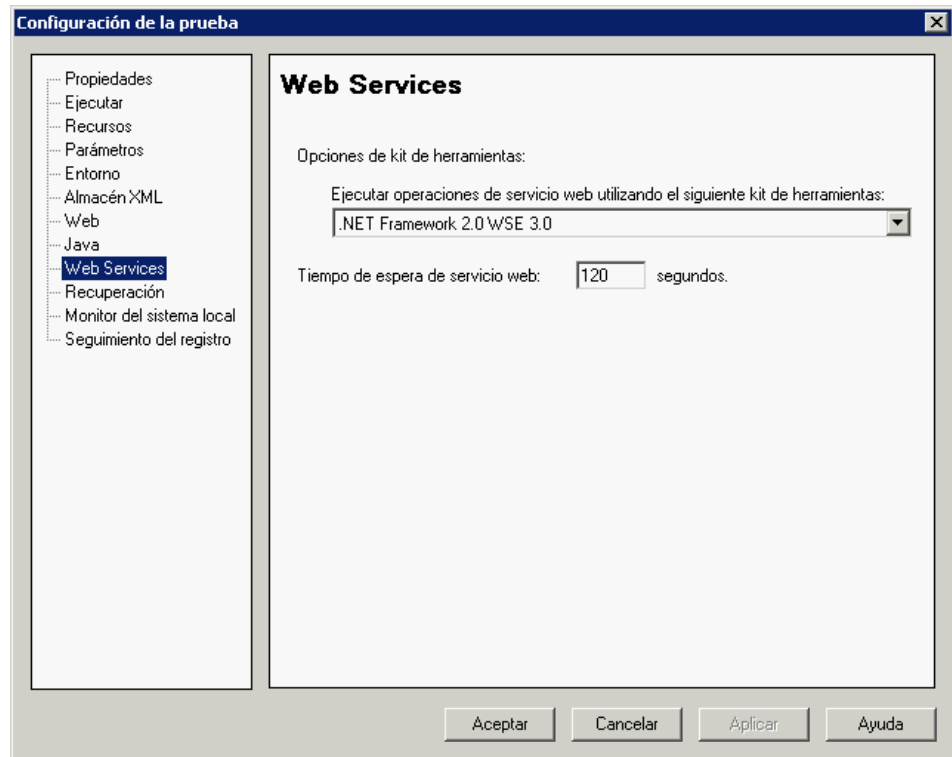 Configuración de la prueba
Propiedades
Ejecutar
Recursos
Parámetros
Entorno
Almacén XML
Web
Java
Web Services
Recuperación
Monitor del sistema local
Seguimiento del registro
Web Services
Opciones de kit de herramientas:
Ejecutar operaciones de servicio web utilizando el siguiente kit de herramientas:
.NET Framework 2.0 WSE 3.0
Tiempo de espera de servicio web: 120 segundos.
Aceptar Cancelar Aplicar Ayuda